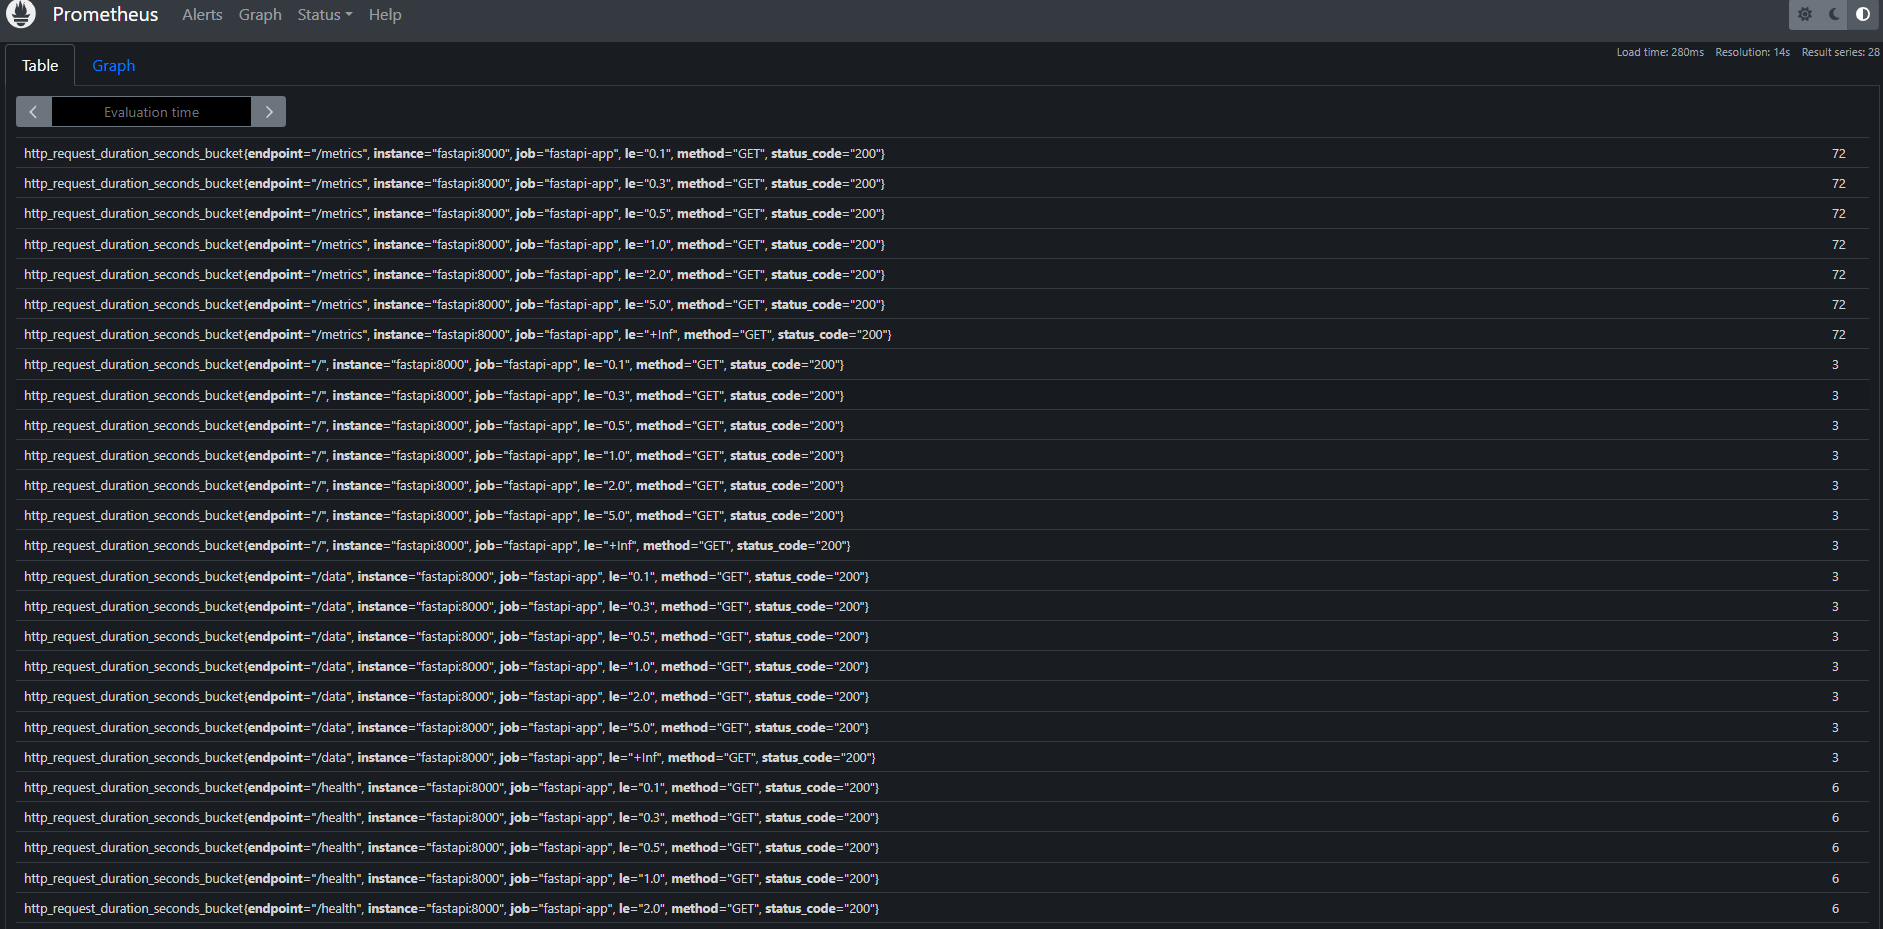 Prometheus Alerts Graph Status Help
Load time: 280ms Resolution: 14s Result series: 28
Table Graph
Evaluation time
http_request_duration_seconds_bucket{endpoint="/metrics", instance="fastapi:8000", job="fastapi-app", le="0.1", method="GET", status_code="200"} 72
http_request_duration_seconds_bucket{endpoint="/metrics", instance="fastapi:8000", job="fastapi-app", le="0.3", method="GET", status_code="200"} 72
http_request_duration_seconds_bucket{endpoint="/metrics", instance="fastapi:8000", job="fastapi-app", le="0.5", method="GET", status_code="200"} 72
http_request_duration_seconds_bucket{endpoint="/metrics", instance="fastapi:8000", job="fastapi-app", le="1.0", method="GET", status_code="200"} 72
http_request_duration_seconds_bucket{endpoint="/metrics", instance="fastapi:8000", job="fastapi-app", le="2.0", method="GET", status_code="200"} 72
http_request_duration_seconds_bucket{endpoint="/metrics", instance="fastapi:8000", job="fastapi-app", le="5.0", method="GET", status_code="200"} 72
http_request_duration_seconds_bucket{endpoint="/metrics", instance="fastapi:8000", job="fastapi-app", le="+Inf", method="GET", status_code="200"} 72
http_request_duration_seconds_bucket{endpoint="/", instance="fastapi:8000", job="fastapi-app", le="0.1", method="GET", status_code="200"} 3
http_request_duration_seconds_bucket{endpoint="/", instance="fastapi:8000", job="fastapi-app", le="0.3", method="GET", status_code="200"} 3
http_request_duration_seconds_bucket{endpoint="/", instance="fastapi:8000", job="fastapi-app", le="0.5", method="GET", status_code="200"} 3
http_request_duration_seconds_bucket{endpoint="/", instance="fastapi:8000", job="fastapi-app", le="1.0", method="GET", status_code="200"} 3
http_request_duration_seconds_bucket{endpoint="/", instance="fastapi:8000", job="fastapi-app", le="2.0", method="GET", status_code="200"} 3
http_request_duration_seconds_bucket{endpoint="/", instance="fastapi:8000", job="fastapi-app", le="5.0", method="GET", status_code="200"} 3
http_request_duration_seconds_bucket{endpoint="/", instance="fastapi:8000", job="fastapi-app", le="+Inf", method="GET", status_code="200"} 3
http_request_duration_seconds_bucket{endpoint="/data", instance="fastapi:8000", job="fastapi-app", le="0.1", method="GET", status_code="200"} 3
http_request_duration_seconds_bucket{endpoint="/data", instance="fastapi:8000", job="fastapi-app", le="0.3", method="GET", status_code="200"} 3
http_request_duration_seconds_bucket{endpoint="/data", instance="fastapi:8000", job="fastapi-app", le="0.5", method="GET", status_code="200"} 3
http_request_duration_seconds_bucket{endpoint="/data", instance="fastapi:8000", job="fastapi-app", le="1.0", method="GET", status_code="200"} 3
http_request_duration_seconds_bucket{endpoint="/data", instance="fastapi:8000", job="fastapi-app", le="2.0", method="GET", status_code="200"} 3
http_request_duration_seconds_bucket{endpoint="/data", instance="fastapi:8000", job="fastapi-app", le="5.0", method="GET", status_code="200"} 3
http_request_duration_seconds_bucket{endpoint="/data", instance="fastapi:8000", job="fastapi-app", le="+Inf", method="GET", status_code="200"} 3
http_request_duration_seconds_bucket{endpoint="/health", instance="fastapi:8000", job="fastapi-app", le="0.1", method="GET", status_code="200"} 6
http_request_duration_seconds_bucket{endpoint="/health", instance="fastapi:8000", job="fastapi-app", le="0.3", method="GET", status_code="200"} 6
http_request_duration_seconds_bucket{endpoint="/health", instance="fastapi:8000", job="fastapi-app", le="0.5", method="GET", status_code="200"} 6
http_request_duration_seconds_bucket{endpoint="/health", instance="fastapi:8000", job="fastapi-app", le="1.0", method="GET", status_code="200"} 6
http_request_duration_seconds_bucket{endpoint="/health", instance="fastapi:8000", job="fastapi-app", le="2.0", method="GET", status_code="200"} 6